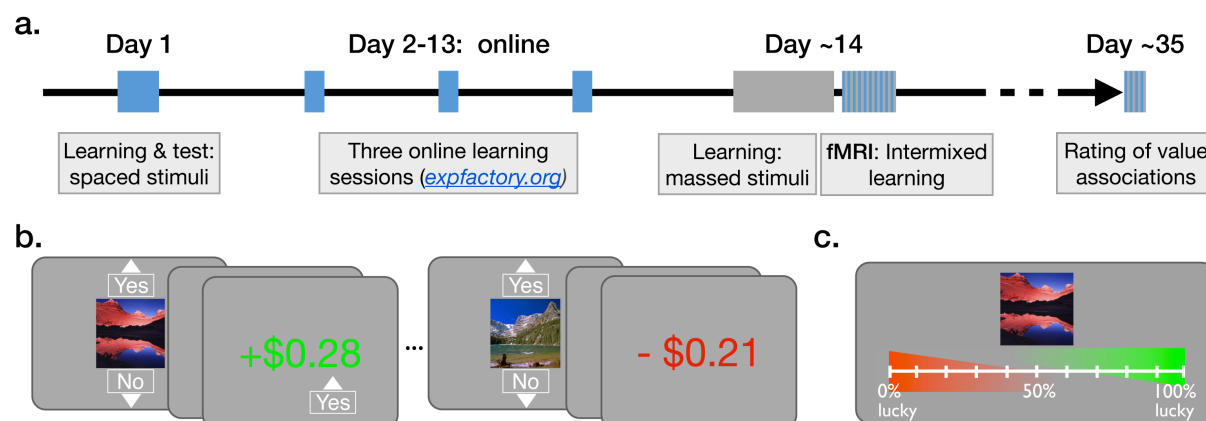 a.
Day 1
Day 2-13: online
Day ~14
Day ~35
Learning & test:
spaced stimuli
Three online learning
sessions (expfactory.org)
Learning:
massed stimuli
fMRI: Intermixed
learning
Rating of value
associations
b.
Yes
No
+$0.28
Yes
...
Yes
No
- $0.21
c.
0%
lucky
50%
100%
lucky